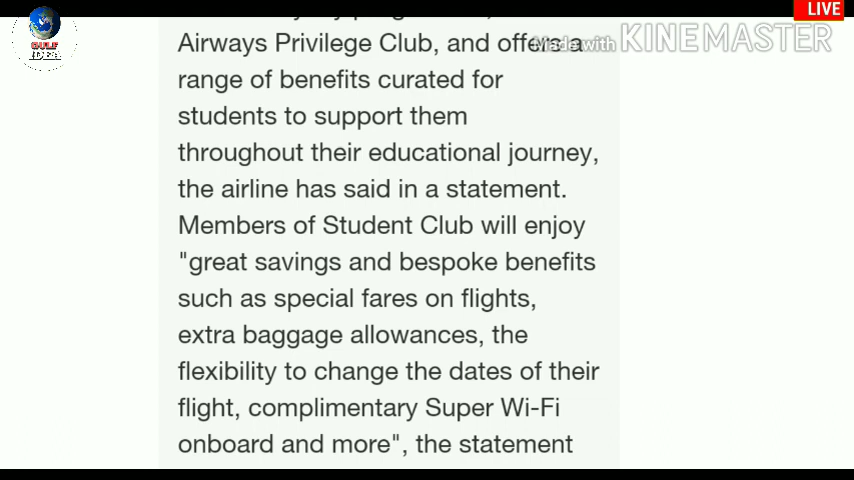 LIVE
GULF
IDEA
Made with KINEMASTER
Airways Privilege Club, and offers a
range of benefits curated for
students to support them
throughout their educational journey,
the airline has said in a statement.
Members of Student Club will enjoy
"great savings and bespoke benefits
such as special fares on flights,
extra baggage allowances, the
flexibility to change the dates of their
flight, complimentary Super Wi-Fi
onboard and more", the statement